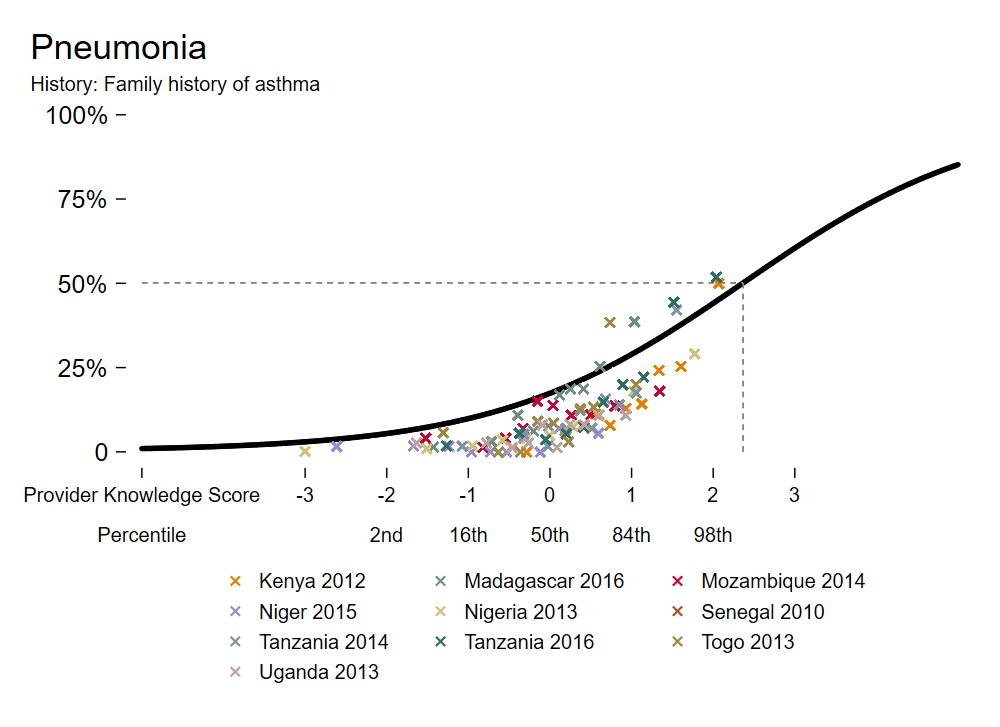 Pneumonia
History: Family history of asthma
100%
75%
50%
25%
0
Provider Knowledge Score -3 -2 -1 0 1 2 3
Percentile 2nd 16th 50th 84th 98th
Kenya 2012 Madagascar 2016 Mozambique 2014
Niger 2015 Nigeria 2013 Senegal 2010
Tanzania 2014 Tanzania 2016 Togo 2013
Uganda 2013